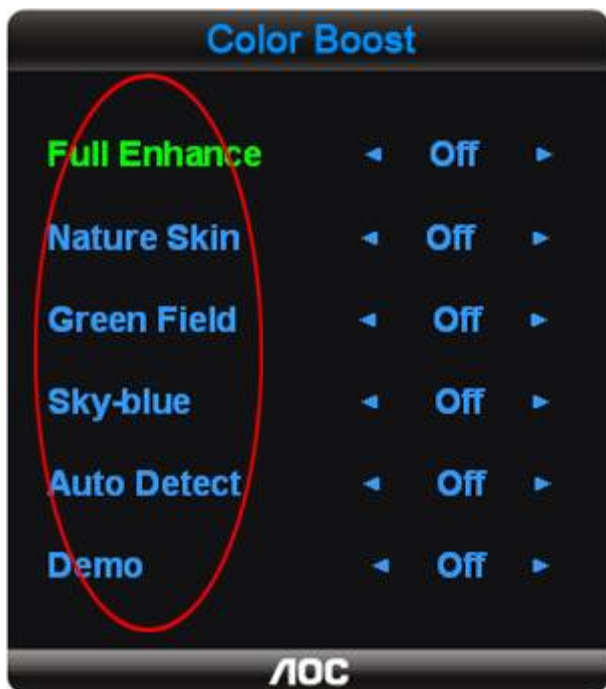 Color Boost
Full Enhance ◄ Off ►
Nature Skin ◄ Off ►
Green Field ◄ Off ►
Sky-blue ◄ Off ►
Auto Detect ◄ Off ►
Demo ◄ Off ►
AOC